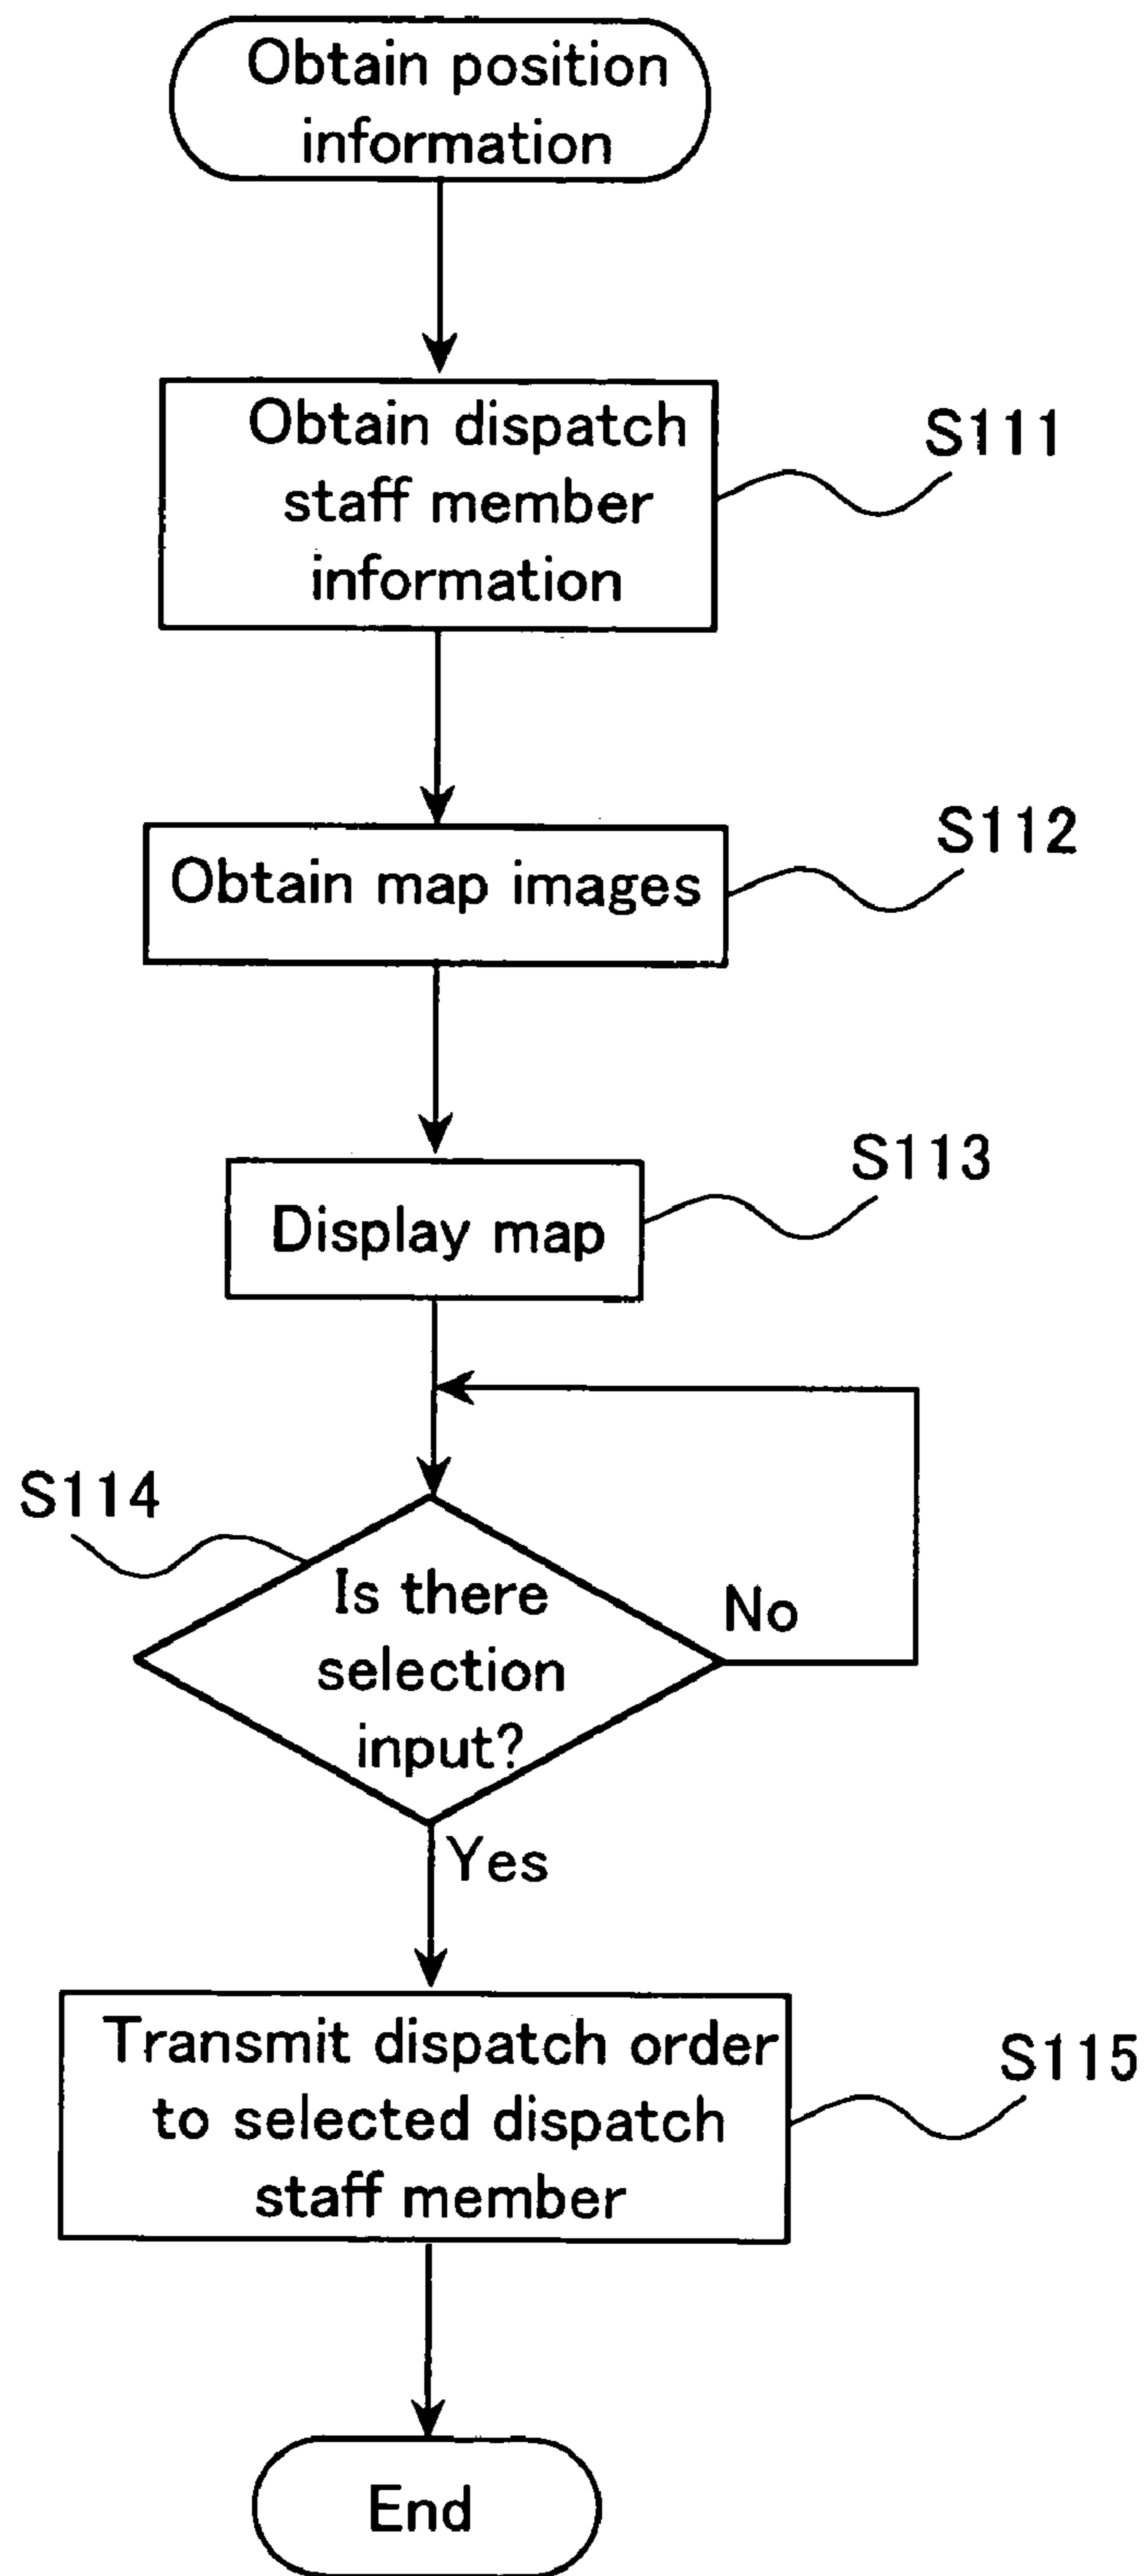 Obtain position
information
Obtain dispatch
staff member
information
S111
Obtain map images
S112
Display map
S113
S114
Is there
selection
input?
No
Yes
Transmit dispatch order
to selected dispatch
staff member
S115
End